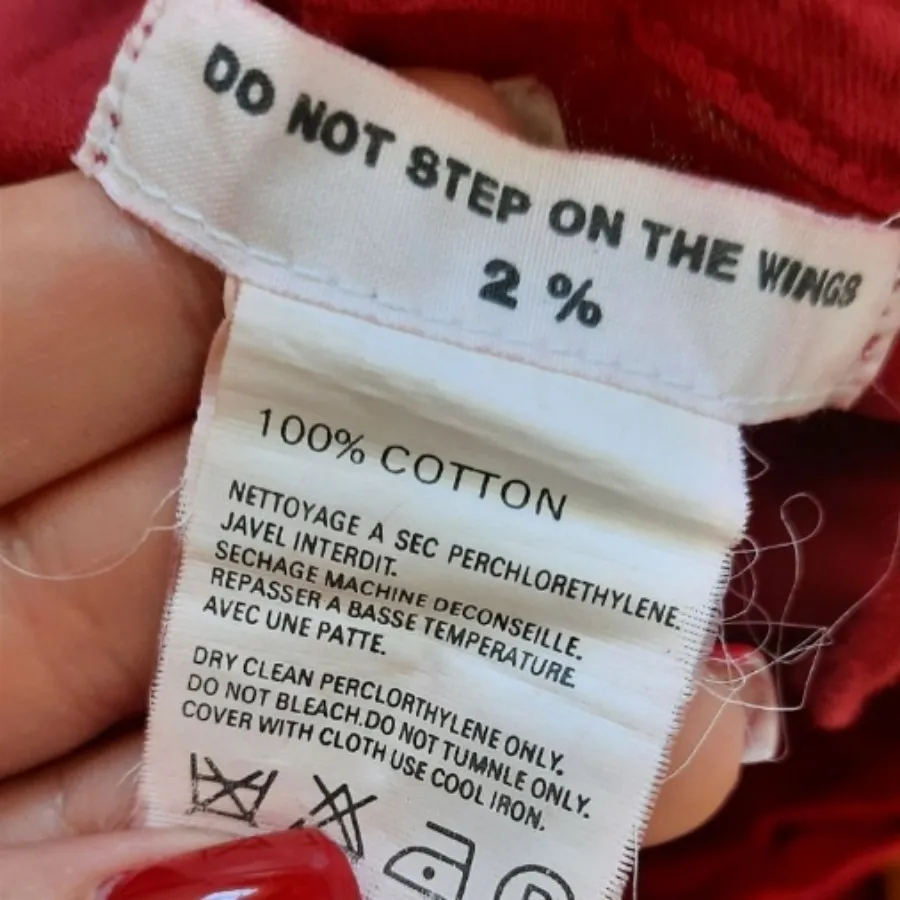 DO NOT STEP ON THE WINGS
2 %
100% COTTON
NETTOYAGE A SEC PERCHLORETHYLENE.
JAVEL INTERDIT.
SECHAGE MACHINE DECONSEILLE.
REPASSER A BASSE TEMPERATURE
AVEC UNE PATTE.
DRY CLEAN PERCLORTHYLENE ONLY.
DO NOT BLEACH.DO NOT TUMNLE ONLY.
COVER WITH CLOTH USE COOL IRON.